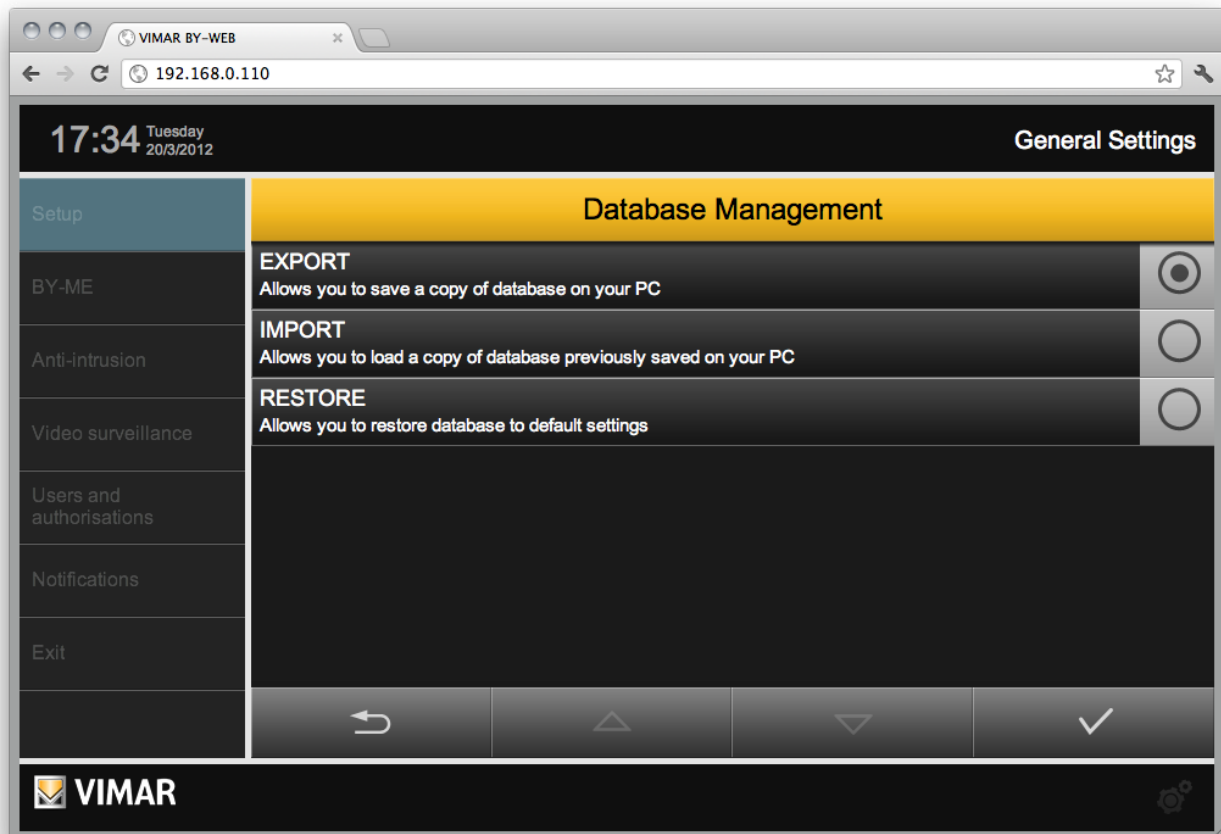 VIMAR BY-WEB
192.168.0.110
17:34 Tuesday
20/3/2012
General Settings
Setup
BY-ME
Anti-intrusion
Video surveillance
Users and
authorisations
Notifications
Exit
Database Management
EXPORT
Allows you to save a copy of database on your PC
IMPORT
Allows you to load a copy of database previously saved on your PC
RESTORE
Allows you to restore database to default settings
VIMAR